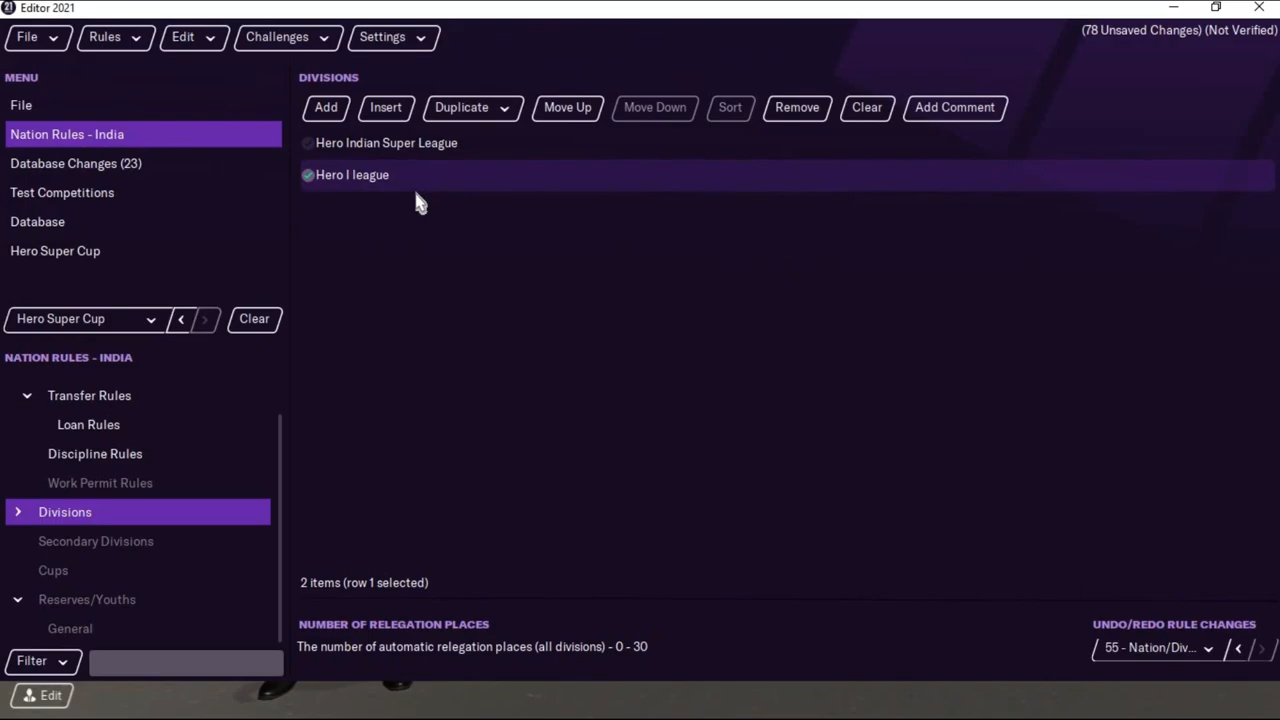 21 Editor 2021
File Rules Edit Challenges Settings (78 Unsaved Changes) (Not Verified)
MENU
File
Nation Rules - India
Database Changes (23)
Test Competitions
Database
Hero Super Cup
Hero Super Cup Clear
NATION RULES - INDIA
Transfer Rules
Loan Rules
Discipline Rules
Work Permit Rules
Divisions
Secondary Divisions
Cups
Reserves/Youths
General
Filter
Edit
DIVISIONS
Add Insert Duplicate Move Up Move Down Sort Remove Clear Add Comment
Hero Indian Super League
Hero I league
2 items (row 1 selected)
NUMBER OF RELEGATION PLACES
The number of automatic relegation places (all divisions) - 0 - 30
UNDO/REDO RULE CHANGES
55 - Nation/Div...